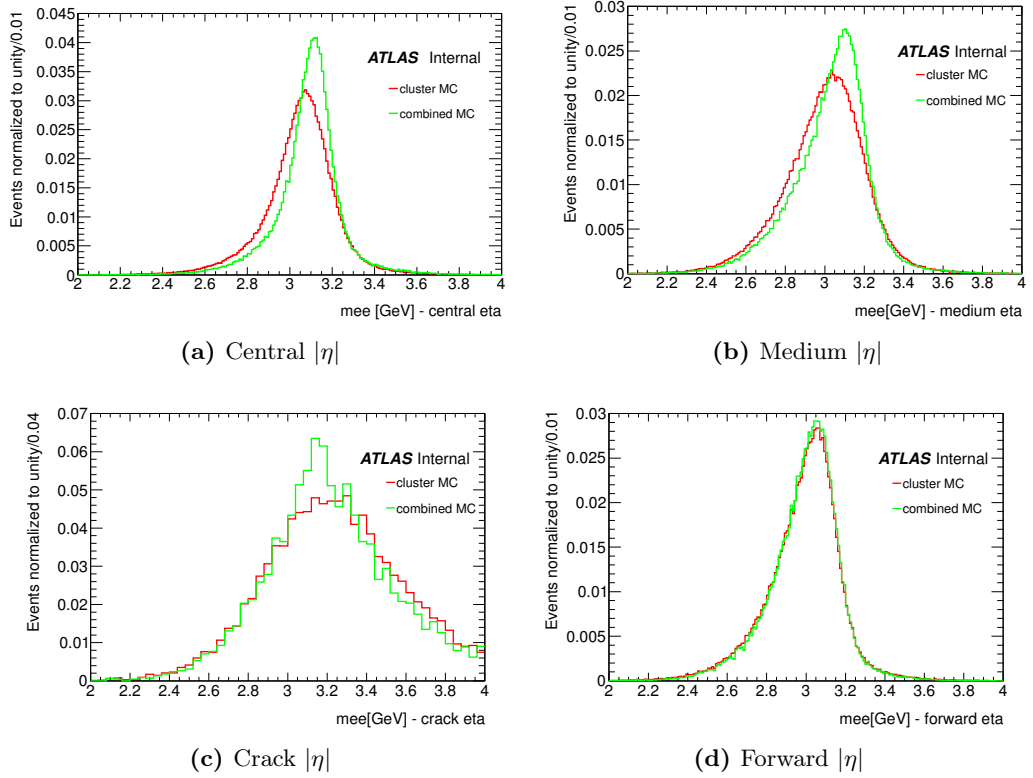 Events normalized to unity/0.01
0.045
0.04
0.035
0.03
0.025
0.02
0.015
0.01
0.005
0
2 2.2 2.4 2.6 2.8 3 3.2 3.4 3.6 3.8 4
mee [GeV] - central eta
ATLAS Internal
cluster MC
combined MC
(a) Central |η|
Events normalized to unity/0.01
0.03
0.025
0.02
0.015
0.01
0.005
0
2 2.2 2.4 2.6 2.8 3 3.2 3.4 3.6 3.8 4
mee [GeV] - medium eta
ATLAS Internal
cluster MC
combined MC
(b) Medium |η|
Events normalized to unity/0.04
0.07
0.06
0.05
0.04
0.03
0.02
0.01
0
2 2.2 2.4 2.6 2.8 3 3.2 3.4 3.6 3.8 4
mee[GeV] - crack eta
ATLAS Internal
cluster MC
combined MC
(c) Crack |η|
Events normalized to unity/0.01
0.03
0.025
0.02
0.015
0.01
0.005
0
2 2.2 2.4 2.6 2.8 3 3.2 3.4 3.6 3.8 4
mee[GeV] - forward eta
ATLAS Internal
cluster MC
combined MC
(d) Forward |η|